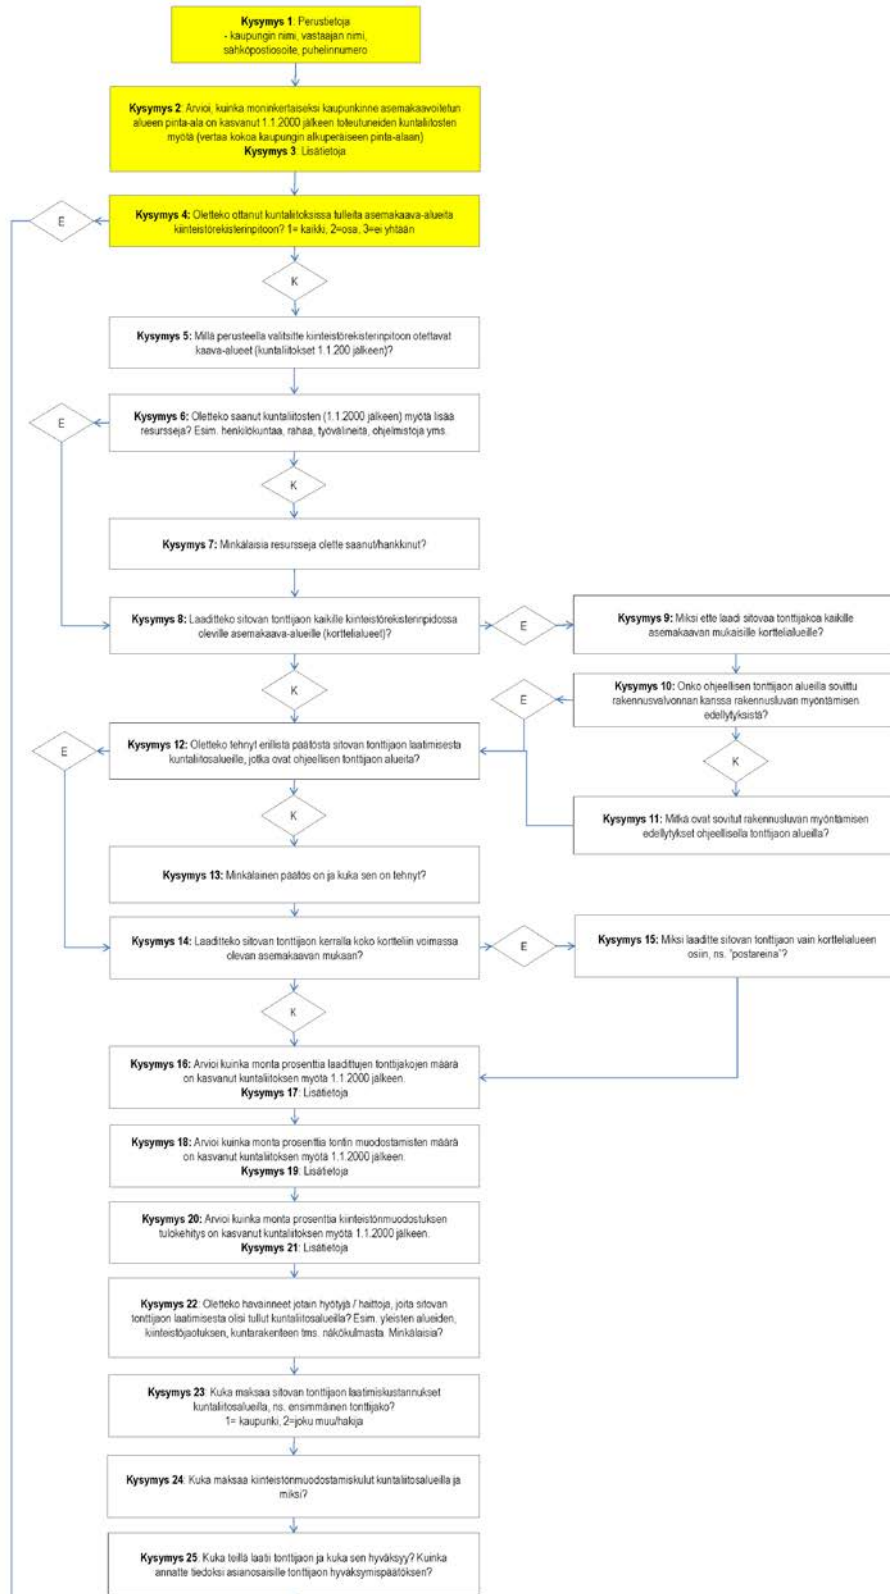 Kysymys 1: Perustietoja
- kaupungin nimi, vastaajan nimi,
sähköpostiosoite, puhelinnumero
Kysymys 2: Arvioi, kuinka moninkertaiseksi kaupunkinne asemakaavoitetun
alueen pinta-ala on kasvanut 1.1.2000 jälkeen toteutuneiden kuntaliitosten
myötä (vertaa kokoa kaupungin alkuperäiseen pinta-alaan)
Kysymys 3: Lisätietoja
E
Kysymys 4: Oletteko ottanut kuntaliitoksissa tulleita asemakaava-alueita
kiinteistörekisterinpitoon? 1= kaikki, 2=osa, 3=ei yhtään
K
Kysymys 5: Millä perusteella valitsitte kiinteistörekisterinpitoon otettavat
kaava-alueet (kuntaliitokset 1.1.200 jälkeen)?
E
Kysymys 6: Oletteko saanut kuntaliitosten (1.1.2000 jälkeen) myötä lisää
resursseja? Esim. henkilökuntaa, rahaa, työvälineitä, ohjelmistoja yms.
K
Kysymys 7: Minkälaisia resursseja olette saanut/hankkinut?
Kysymys 8: Laaditteko sitovan tonttijaon kaikille kiinteistörekisterinpidossa
oleville asemakaava-alueille (korttelialueet)?
E
Kysymys 9: Miksi ette laadi sitovaa tonttijakoa kaikille
asemakaavan mukaisille korttelialueille?
K
E
Kysymys 10: Onko ohjeellisen tonttijaon alueilla sovittu
rakennusvalvonnan kanssa rakennusluvan myöntämisen
edellytyksistä?
E
Kysymys 12: Oletteko tehnyt erillistä päätöstä sitovan tonttijaon laatimisesta
kuntaliitosalueille, jotka ovat ohjeellisen tonttijaon alueita?
K
K
Kysymys 11: Mitkä ovat sovitut rakennusluvan myöntämisen
edellytykset ohjeellisella tonttijaon alueilla?
Kysymys 13: Minkälainen päätös on ja kuka sen on tehnyt?
Kysymys 14: Laaditteko sitovan tonttijaon kerralla koko kortteliin voimassa
olevan asemakaavan mukaan?
E
Kysymys 15: Miksi laaditte sitovan tonttijaon vain korttelialueen
osiin, ns. "postareina"?
K
Kysymys 16: Arvioi kuinka monta prosenttia laadittujen tonttijakojen määrä
on kasvanut kuntaliitoksen myötä 1.1.2000 jälkeen.
Kysymys 17: Lisätietoja
Kysymys 18: Arvioi kuinka monta prosenttia tontin muodostamisten määrä
on kasvanut kuntaliitoksen myötä 1.1.2000 jälkeen.
Kysymys 19: Lisätietoja
Kysymys 20: Arvioi kuinka monta prosenttia kiinteistönmuodostuksen
tulokehitys on kasvanut kuntaliitoksen myötä 1.1.2000 jälkeen.
Kysymys 21: Lisätietoja
Kysymys 22: Oletteko havainneet jotain hyötyjä / haittoja, joita sitovan
tonttijaon laatimisesta olisi tullut kuntaliitosalueilla? Esim. yleisten alueiden,
kiinteistöjaotuksen, kuntarakenteen tms. näkökulmasta. Minkälaisia?
Kysymys 23: Kuka maksaa sitovan tonttijaon laatimiskustannukset
kuntaliitosalueilla, ns. ensimmäinen tonttijako?
1= kaupunki, 2=joku muu/hakija
Kysymys 24: Kuka maksaa kiinteistönmuodostamiskulut kuntaliitosalueilla ja
miksi?
Kysymys 25: Kuka teillä laatii tonttijaon ja kuka sen hyväksyy? Kuinka
annatte tiedoksi asianosaisille tonttijaon hyväksymispäätöksen?